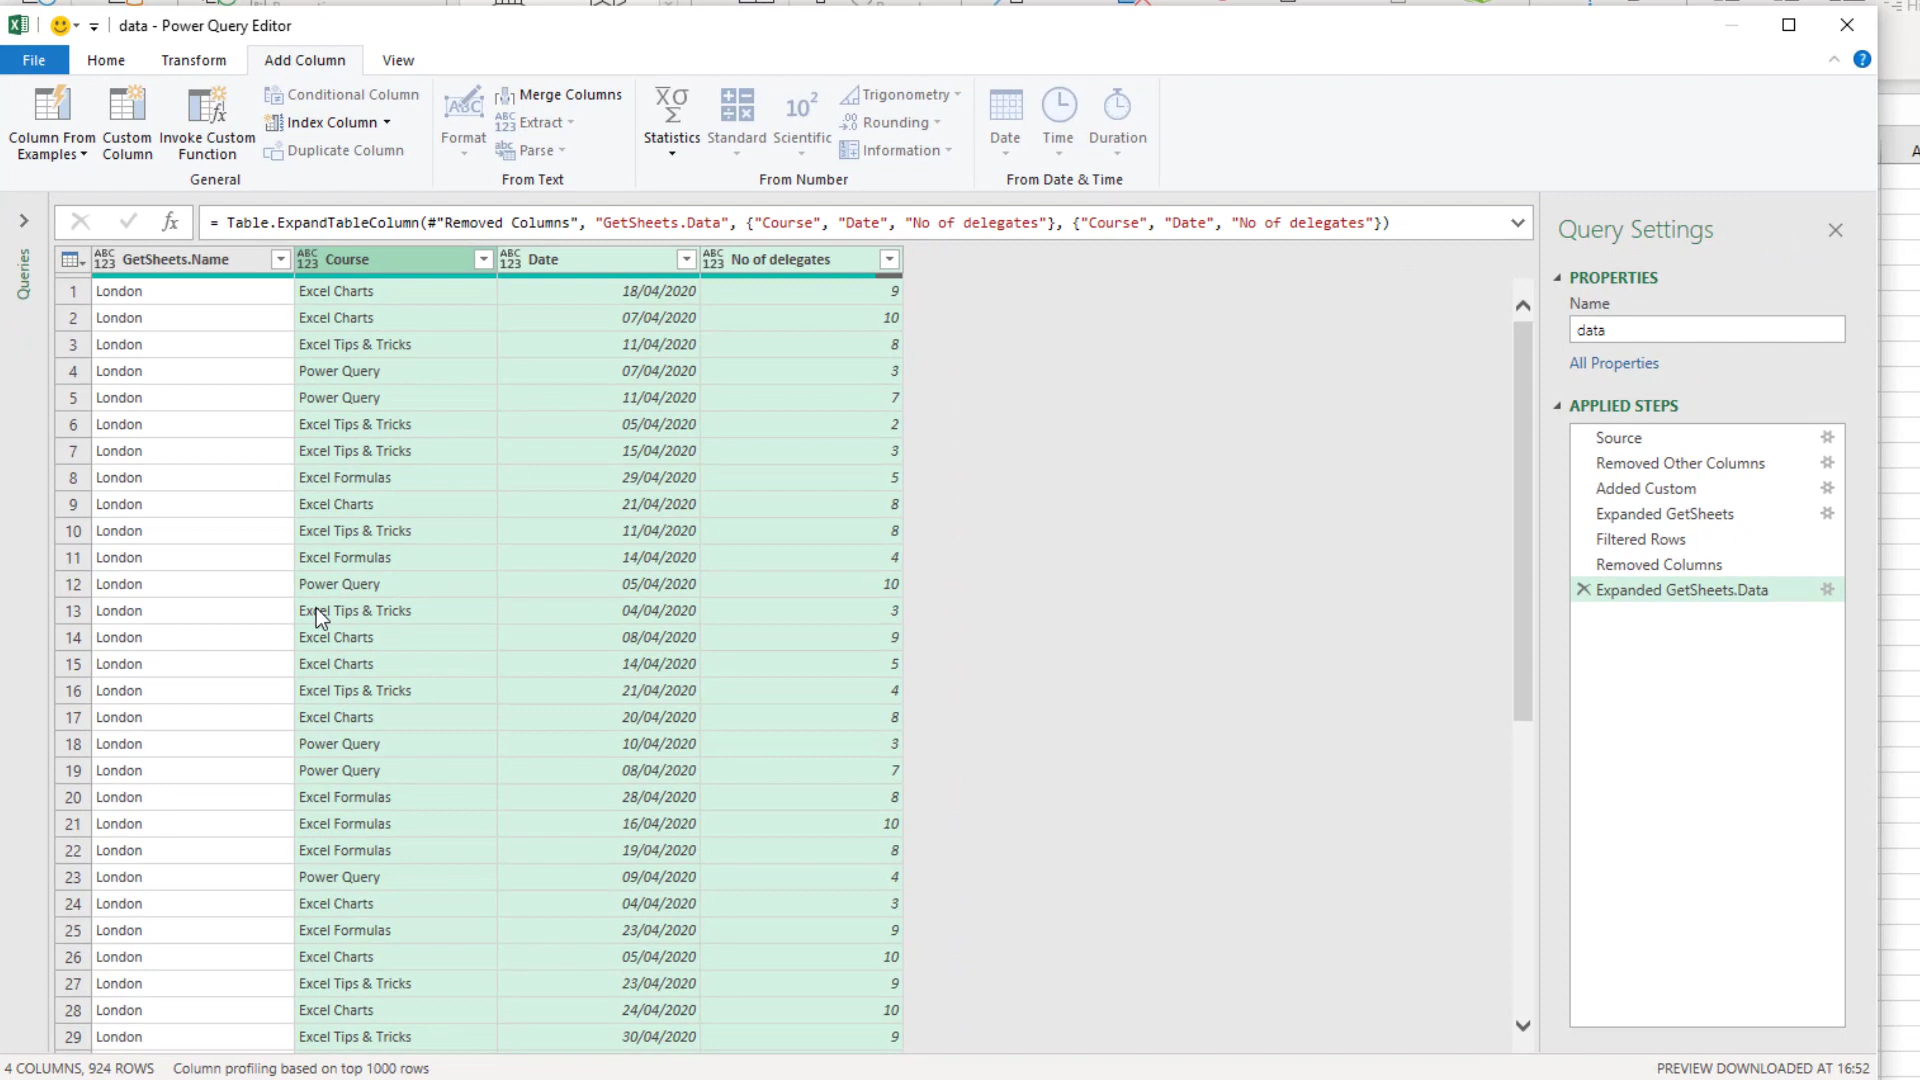 data - Power Query Editor
File Home Transform Add Column View
Column From Examples
Custom Column
Invoke Custom Function
Conditional Column
Index Column
Duplicate Column
General
Format
Merge Columns
Extract
Parse
From Text
Statistics
Standard
Scientific
Trigonometry
Rounding
Information
From Number
Date
Time
Duration
From Date & Time
Queries
= Table.ExpandTableColumn(#"Removed Columns", "GetSheets.Data", {"Course", "Date", "No of delegates"}, {"Course", "Date", "No of delegates"})
ABC 123 GetSheets.Name ABC 123 Course ABC 123 Date ABC 123 No of delegates
1 London Excel Charts 18/04/2020 9
2 London Excel Charts 07/04/2020 10
3 London Excel Tips & Tricks 11/04/2020 8
4 London Power Query 07/04/2020 3
5 London Power Query 11/04/2020 7
6 London Excel Tips & Tricks 05/04/2020 2
7 London Excel Tips & Tricks 15/04/2020 3
8 London Excel Formulas 29/04/2020 5
9 London Excel Charts 21/04/2020 8
10 London Excel Tips & Tricks 11/04/2020 8
11 London Excel Formulas 14/04/2020 4
12 London Power Query 05/04/2020 10
13 London Excel Tips & Tricks 04/04/2020 3
14 London Excel Charts 08/04/2020 9
15 London Excel Charts 14/04/2020 5
16 London Excel Tips & Tricks 21/04/2020 4
17 London Excel Charts 20/04/2020 8
18 London Power Query 10/04/2020 3
19 London Power Query 08/04/2020 7
20 London Excel Formulas 28/04/2020 8
21 London Excel Formulas 16/04/2020 10
22 London Excel Formulas 19/04/2020 8
23 London Power Query 09/04/2020 4
24 London Excel Charts 04/04/2020 3
25 London Excel Formulas 23/04/2020 9
26 London Excel Charts 05/04/2020 10
27 London Excel Tips & Tricks 23/04/2020 9
28 London Excel Charts 24/04/2020 10
29 London Excel Tips & Tricks 30/04/2020 9
Query Settings
PROPERTIES
Name
data
All Properties
APPLIED STEPS
Source
Removed Other Columns
Added Custom
Expanded GetSheets
Filtered Rows
Removed Columns
Expanded GetSheets.Data
4 COLUMNS, 924 ROWS Column profiling based on top 1000 rows
PREVIEW DOWNLOADED AT 16:52